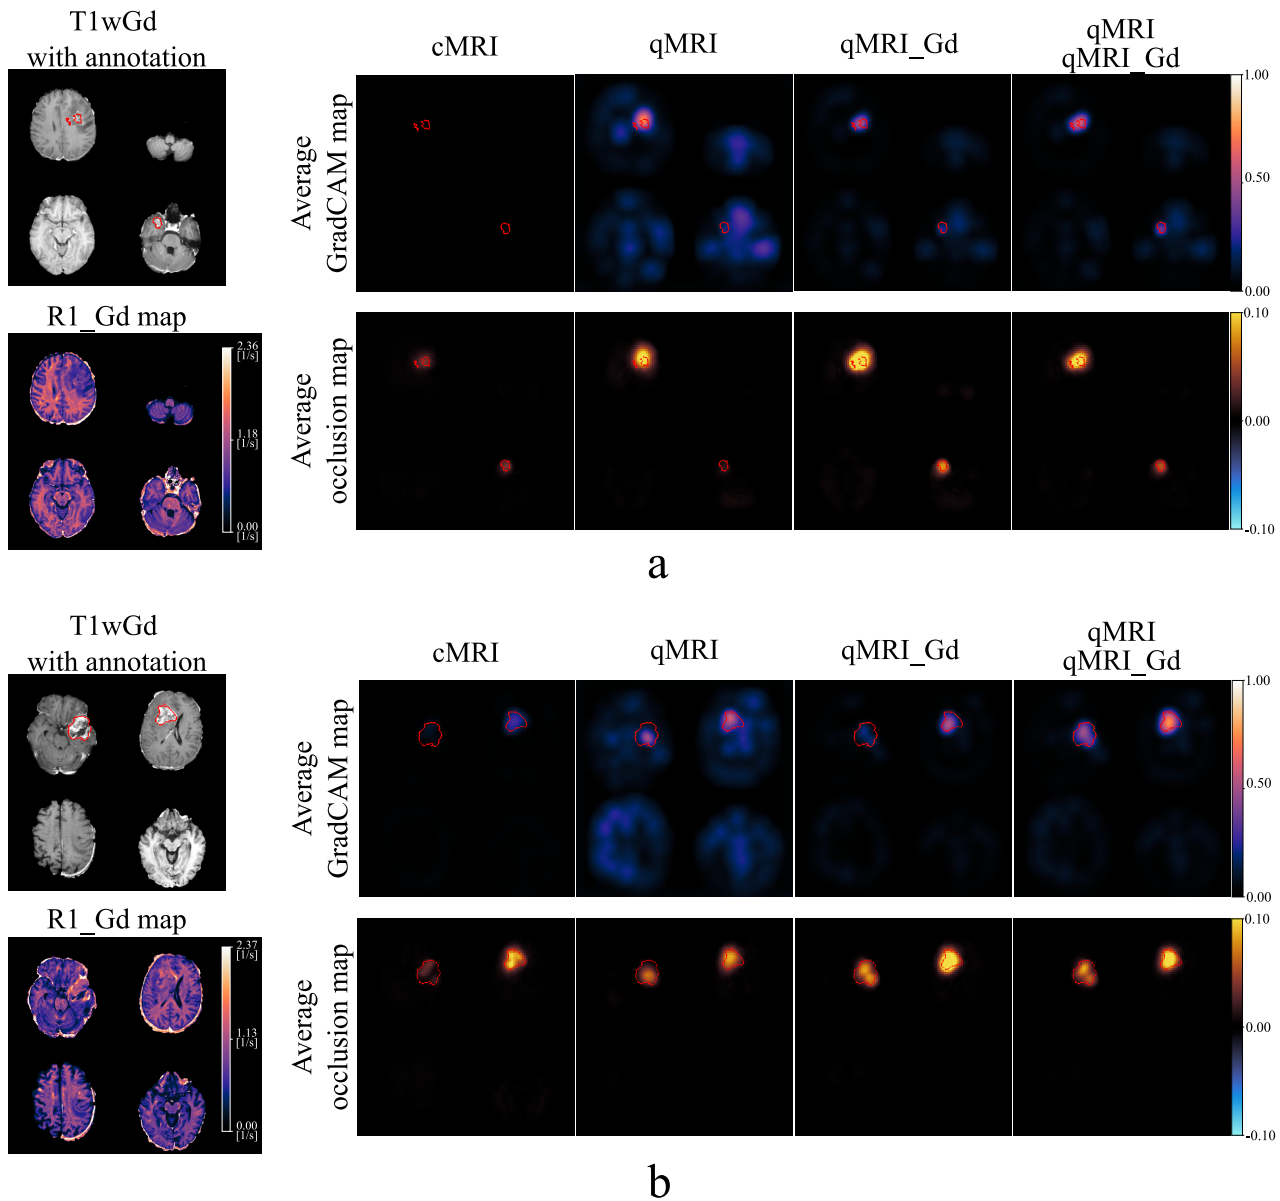 T1wGd
with annotation
cMRI
qMRI
qMRI_Gd
qMRI
qMRI_Gd
Average
GradCAM map
1.00
0.50
0.00
R1_Gd map
2.36
[1/s]
1.18
[1/s]
0.00
[1/s]
Average
occlusion map
0.10
0.00
-0.10
a
T1wGd
with annotation
cMRI
qMRI
qMRI_Gd
qMRI
qMRI_Gd
Average
GradCAM map
1.00
0.50
0.00
R1_Gd map
2.37
[1/s]
1.13
[1/s]
0.00
[1/s]
Average
occlusion map
0.10
0.00
-0.10
b